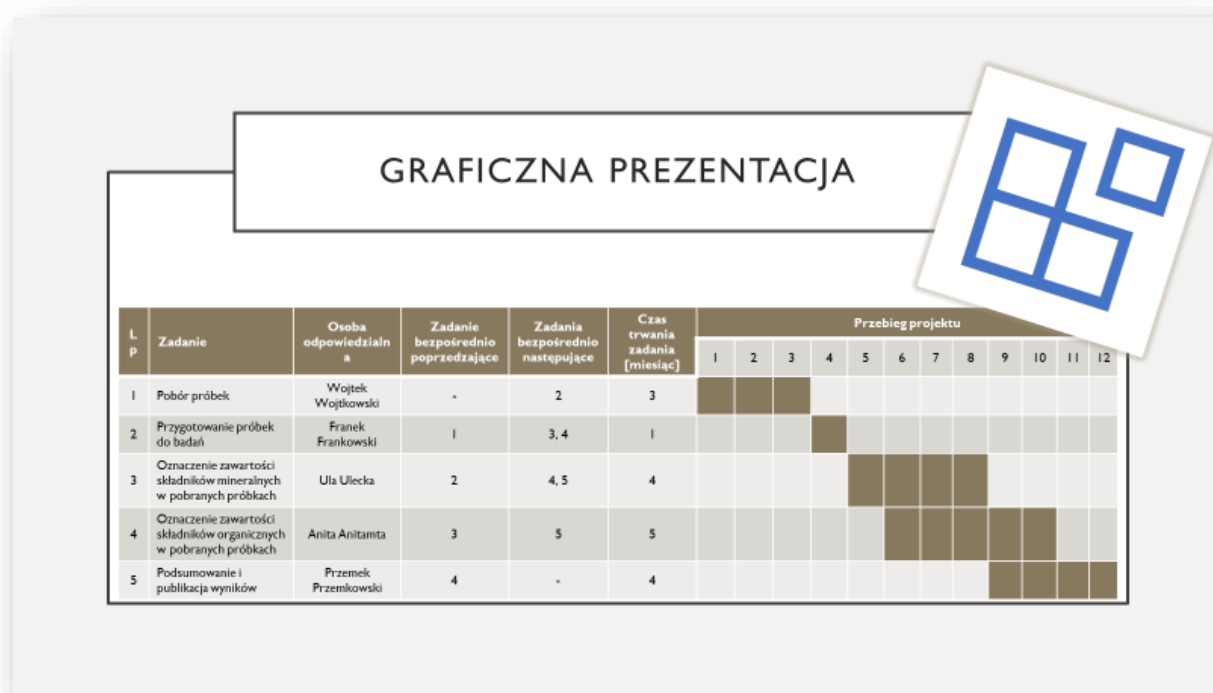 GRAFICZNA PREZENTACJA
L
P
Zadanie
Osoba
odpowiedzialn
a
Zadanie
bezpośrednio
poprzedzające
Zadania
bezpośrednio
następujące
Czas
trwania
zadania
[miesiąc]
Przebieg projektu
1 2 3 4 5 6 7 8 9 10 11 12
1 Pobór próbek
Wojtek
Wojtkowski
- 2 3
2 Przygotowanie próbek
do badań
Franek
Frankowski
1 3, 4 1
3 Oznaczenie zawartości
składników mineralnych
w pobranych próbkach
Ula Ulecka 2 4, 5 4
4 Oznaczenie zawartości
składników organicznych
w pobranych próbkach
Anita Anitamta 3 5 5
5 Podsumowanie i
publikacja wyników
Przemek
Przemkowski
4 - 4